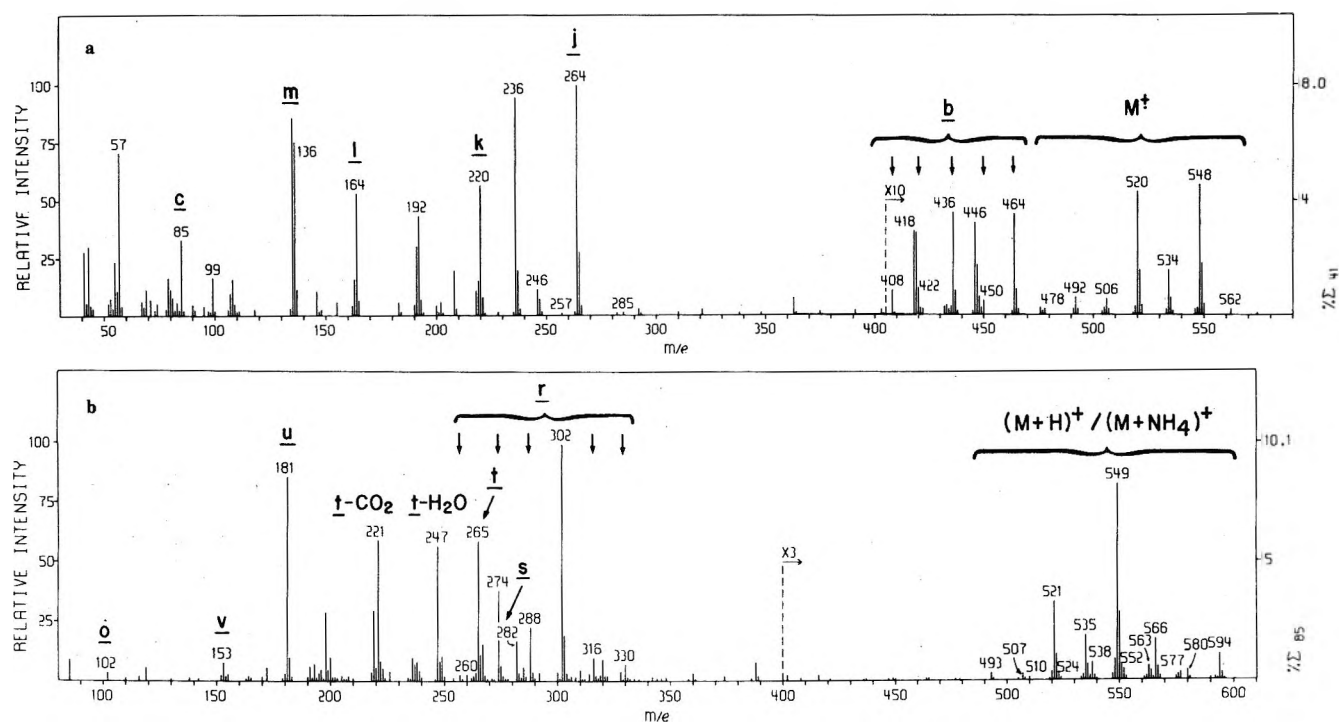 a
RELATIVE INTENSITY
100
75
50
25
57
c
85
99
m
136
l
164
192
k
220
236
246
257
j
264
285
b
X10
408
418
422
436
446
450
464
M+
478
492
506
520
534
548
562
8.0
4
%Σ 41
50 100 150 200 250 300 350 400 450 500 550
m/e
b
RELATIVE INTENSITY
100
75
50
25
o
102
v
153
u
181
t-CO2
221
t-H2O
247
r
260
t
265
274
s
282
288
302
316
330
X3
(M+H)+ / (M+NH4)+
493
507
510
521
524
535
538
549
552
563
566
577
580
594
10.1
5
%Σ 85
100 150 200 250 300 350 400 450 500 550 600
m/e